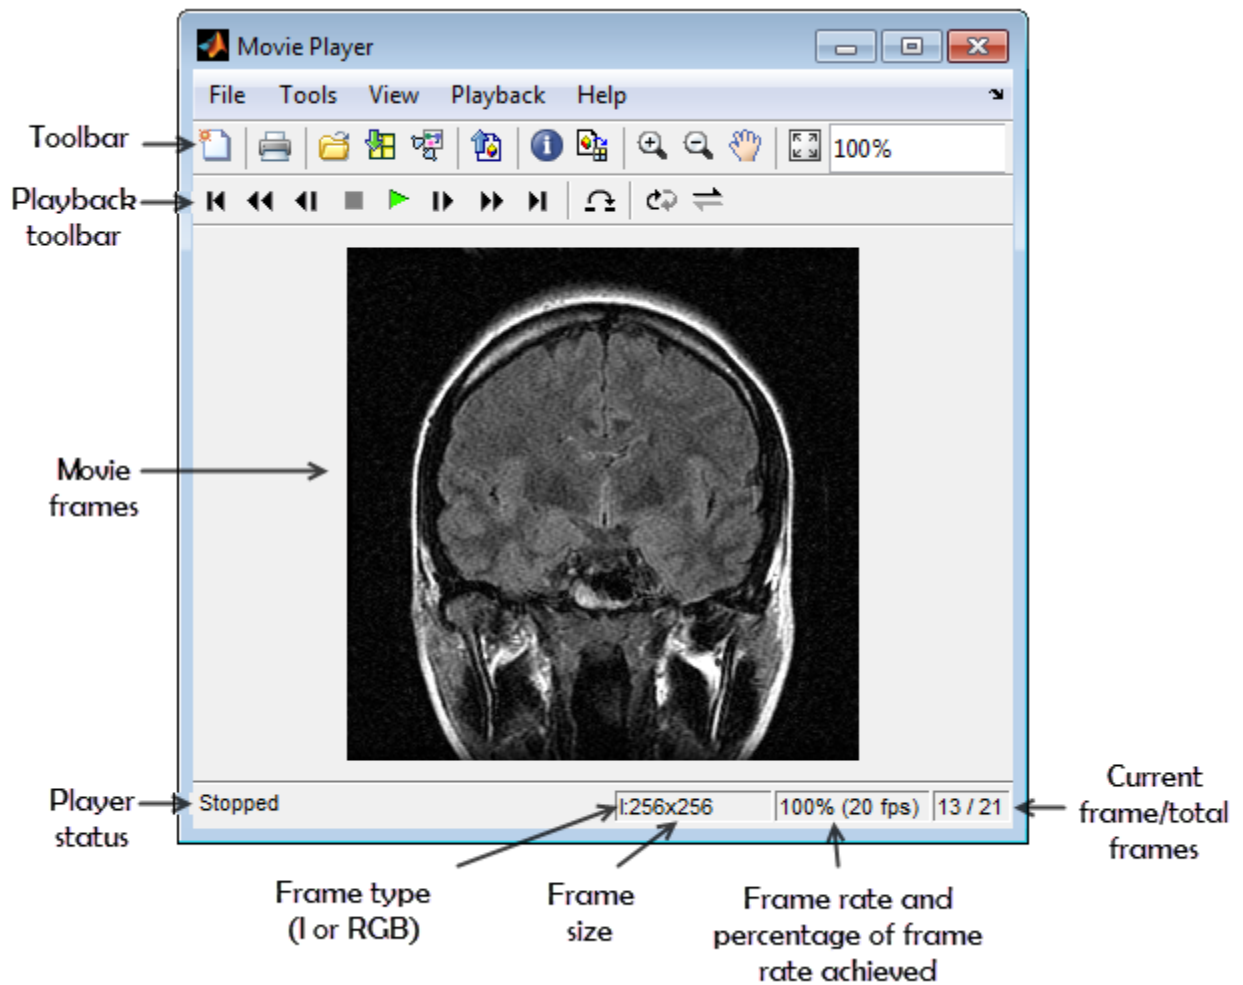 Movie Player
File Tools View Playback Help
Toolbar
100%
Playback
toolbar
Movie
frames
Player
status
Stopped
I:256x256
100% (20 fps)
13 / 21
Current
frame/total
frames
Frame type
(I or RGB)
Frame
size
Frame rate and
percentage of frame
rate achieved